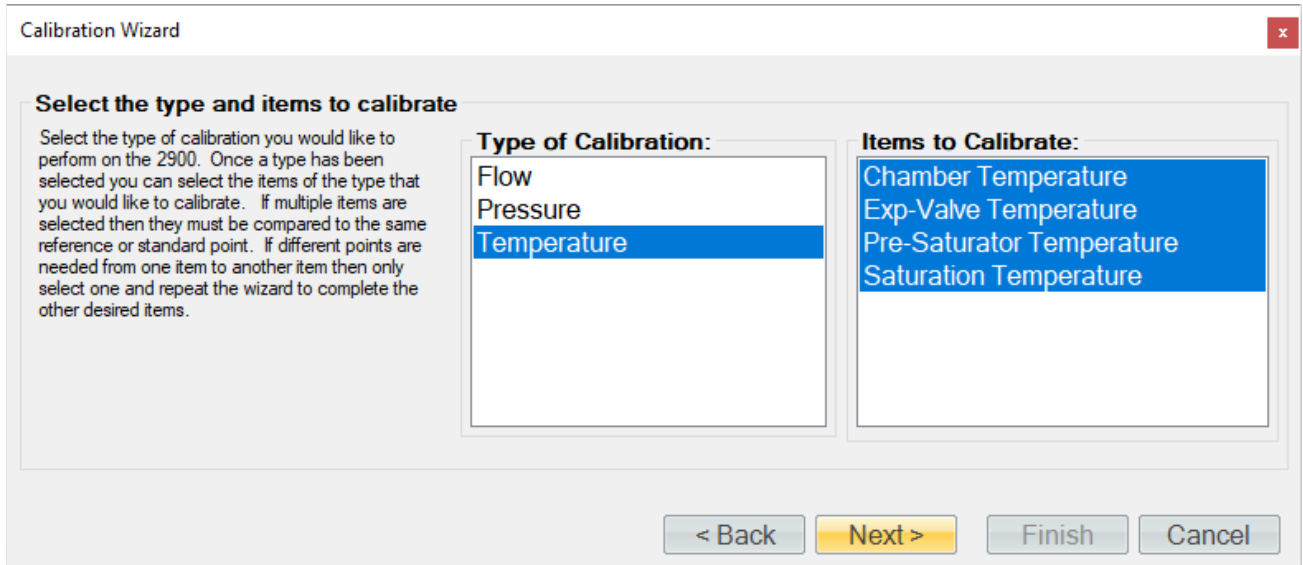 Calibration Wizard
x
Select the type and items to calibrate
Select the type of calibration you would like to
perform on the 2900. Once a type has been
selected you can select the items of the type that
you would like to calibrate. If multiple items are
selected then they must be compared to the same
reference or standard point. If different points are
needed from one item to another item then only
select one and repeat the wizard to complete the
other desired items.
Type of Calibration:
Flow
Pressure
Temperature
Items to Calibrate:
Chamber Temperature
Exp-Valve Temperature
Pre-Saturator Temperature
Saturation Temperature
< Back
Next >
Finish
Cancel